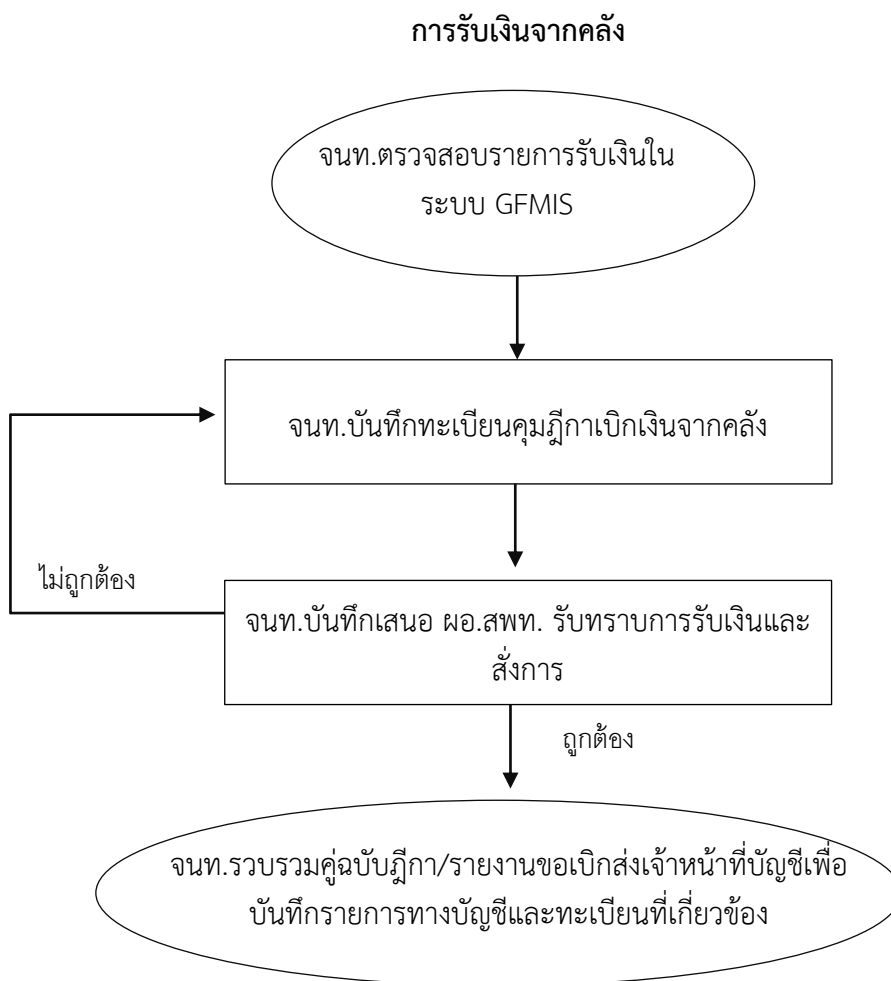 การรับเงินจากคลัง
จนท.ตรวจสอบรายการรับเงินใน
ระบบ GFMIS
จนท.บันทึกทะเบียนคุมฎีกาเบิกเงินจากคลัง
ไม่ถูกต้อง
จนท.บันทึกเสนอ ผอ.สพท. รับทราบการรับเงินและ
สั่งการ
ถูกต้อง
จนท.รวบรวมคู่ฉบับฎีกา/รายงานขอเบิกส่งเจ้าหน้าที่บัญชีเพื่อ
บันทึกรายการทางบัญชีและทะเบียนที่เกี่ยวข้อง